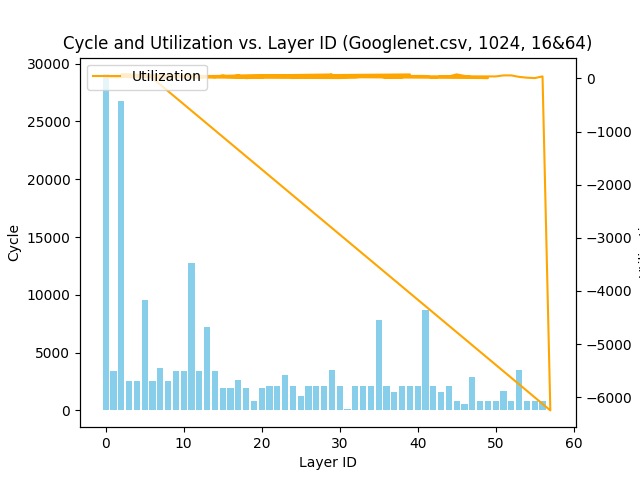 Cycle and Utilization vs. Layer ID (Googlenet.csv, 1024, 16&64)
Utilization
30000
25000
20000
15000
10000
5000
0
Cycle
0
−1000
−2000
−3000
−4000
−5000
−6000
0 10 20 30 40 50 60
Layer ID